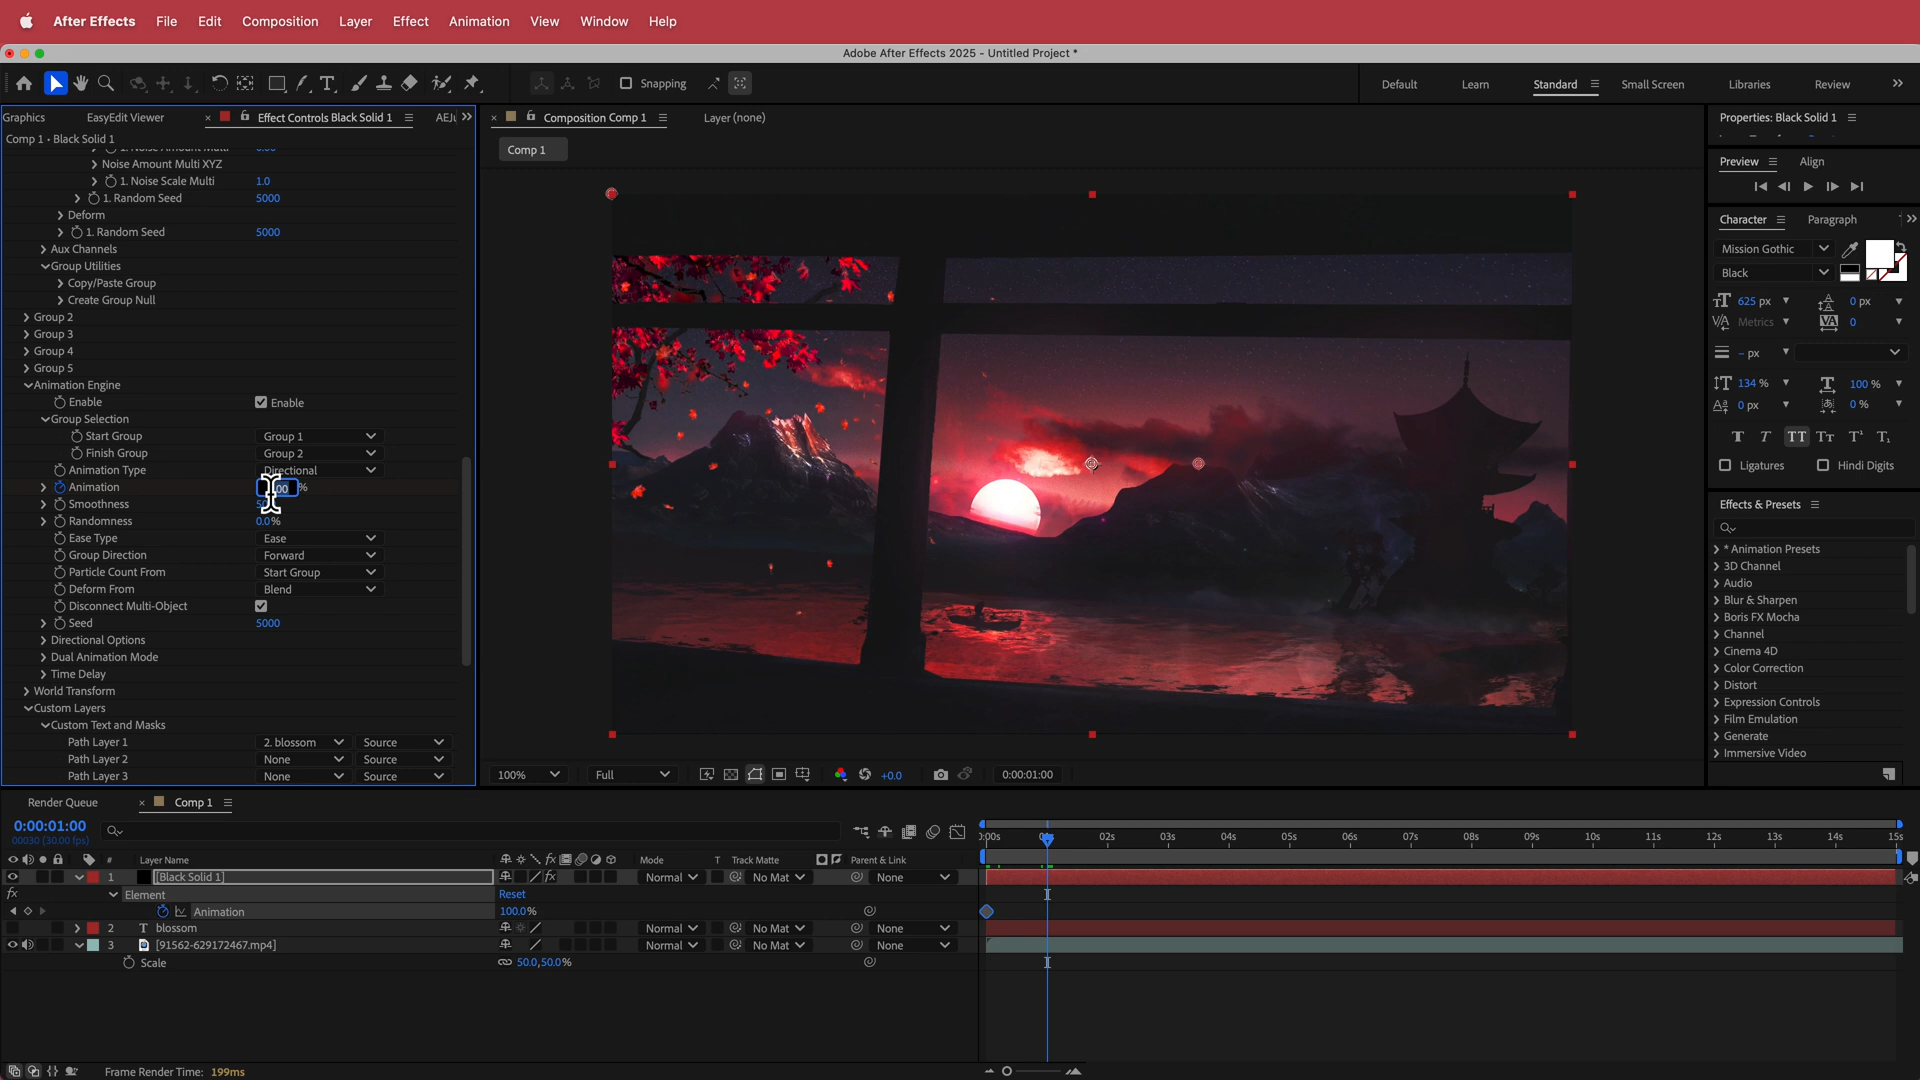 After Effects File Edit Composition Layer Effect Animation View Window Help
Adobe After Effects 2025 - Untitled Project *
Snapping
Default Learn Standard Small Screen Libraries Review
Graphics EasyEdit Viewer × Effect Controls Black Solid 1
Comp 1 • Black Solid 1
Noise Amount Multi XYZ
1. Noise Scale Multi 1.0
1. Random Seed 5000
Deform
1. Random Seed 5000
Aux Channels
Group Utilities
Copy/Paste Group
Create Group Null
Group 2
Group 3
Group 4
Group 5
Animation Engine
Enable Enable
Group Selection
Start Group Group 1
Finish Group Group 2
Animation Type Directional
Animation %
Smoothness
Randomness 0.0%
Ease Type Ease
Group Direction Forward
Particle Count From Start Group
Deform From Blend
Disconnect Multi-Object
Seed 5000
Directional Options
Dual Animation Mode
Time Delay
World Transform
Custom Layers
Custom Text and Masks
Path Layer 1 2. blossom Source
Path Layer 2 None Source
Path Layer 3 None Source
× Composition Comp 1 Layer (none)
Comp 1
100% Full +0.0 0:00:01:00
Properties: Black Solid 1
Preview Align
Character Paragraph
Mission Gothic
Black
625 px 0 px
Metrics 0
– px
134 % 100 %
0 px 0 %
Ligatures Hindi Digits
Effects & Presets
* Animation Presets
3D Channel
Audio
Blur & Sharpen
Boris FX Mocha
Channel
Cinema 4D
Color Correction
Distort
Expression Controls
Film Emulation
Generate
Immersive Video
Render Queue × Comp 1
0:00:01:00
00030 (30.00 fps)
# Layer Name fx Mode T Track Matte Parent & Link
1 [Black Solid 1] fx Normal No Mat None
fx Element Reset
Animation 100.0%
2 T blossom Normal No Mat None
3 [91562-629172467.mp4] Normal No Mat None
Scale 50.0,50.0%
02s 03s 04s 05s 06s 07s 08s 09s 10s 11s 12s 13s 14s 15s
Frame Render Time: 199ms